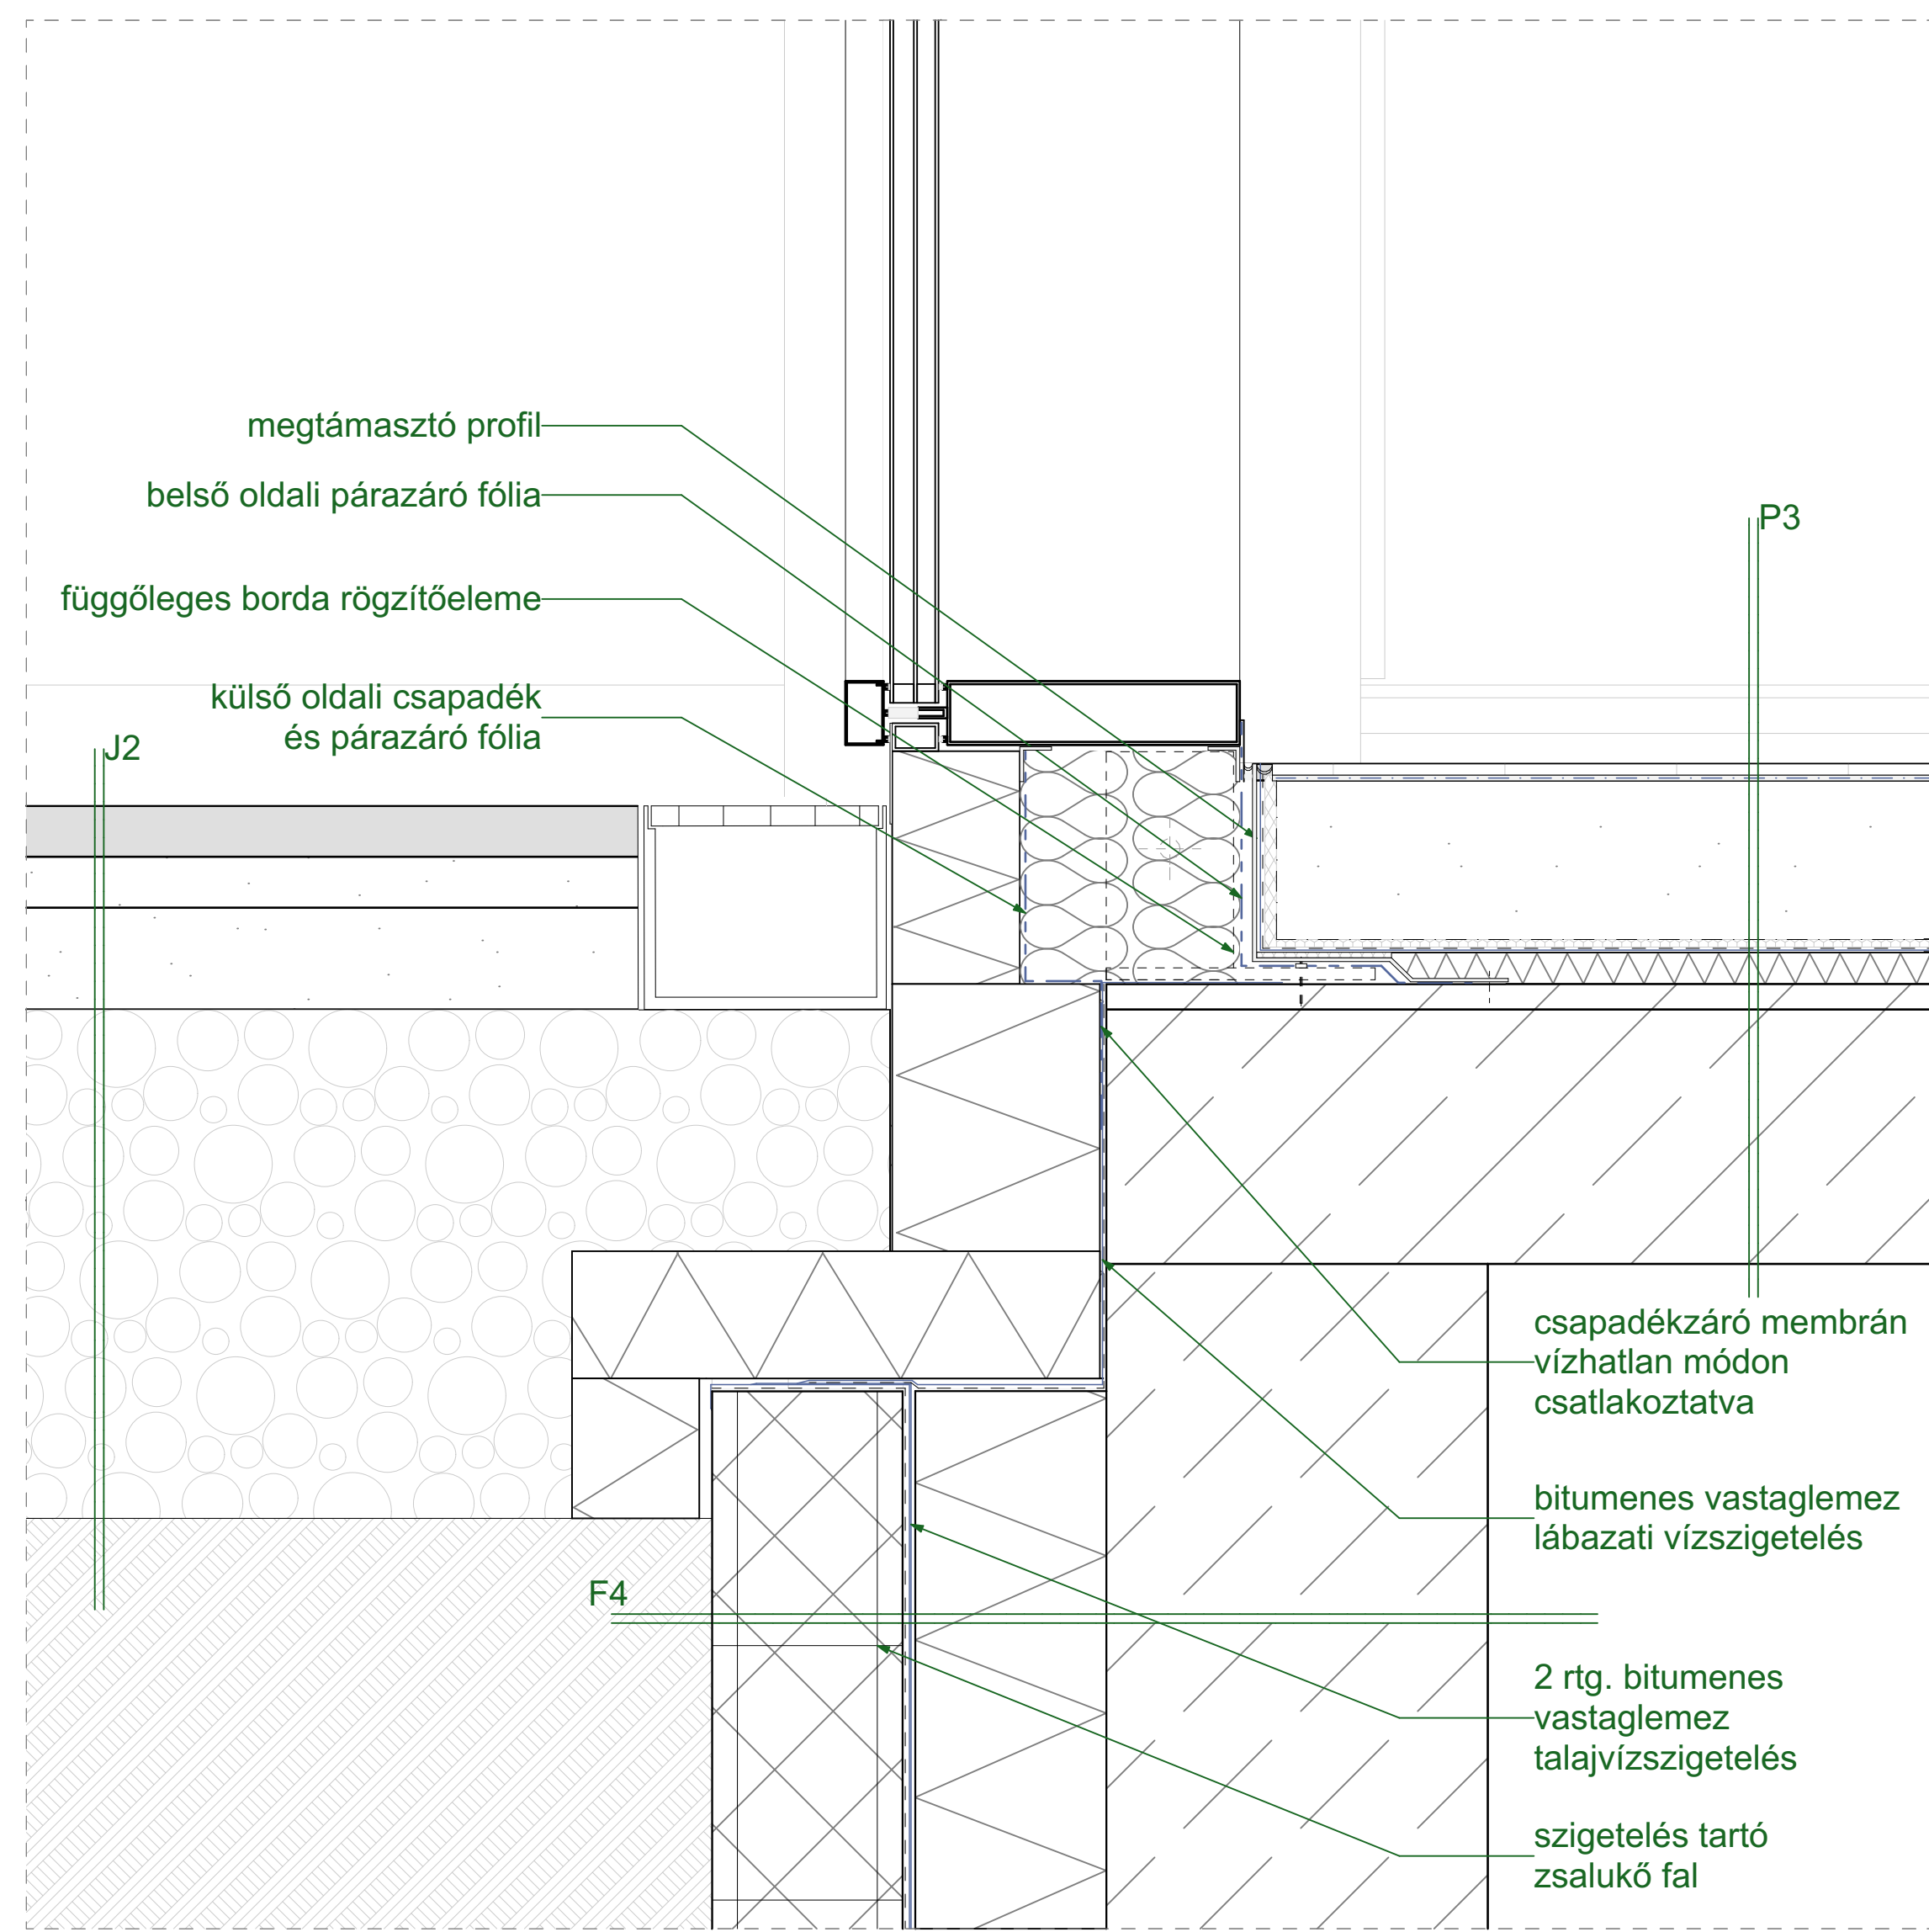 megtámasztó profil
belső oldali párazáró fólia
P3
függőleges borda rögzítőeleme
külső oldali csapadék
és párazáró fólia
J2
csapadékzáró membrán
vízhatlan módon
csatlakoztatva
bitumenes vastaglemez
lábazati vízszigetelés
F4
2 rtg. bitumenes
vastaglemez
talajvízszigetelés
szigetelés tartó
zsalukő fal